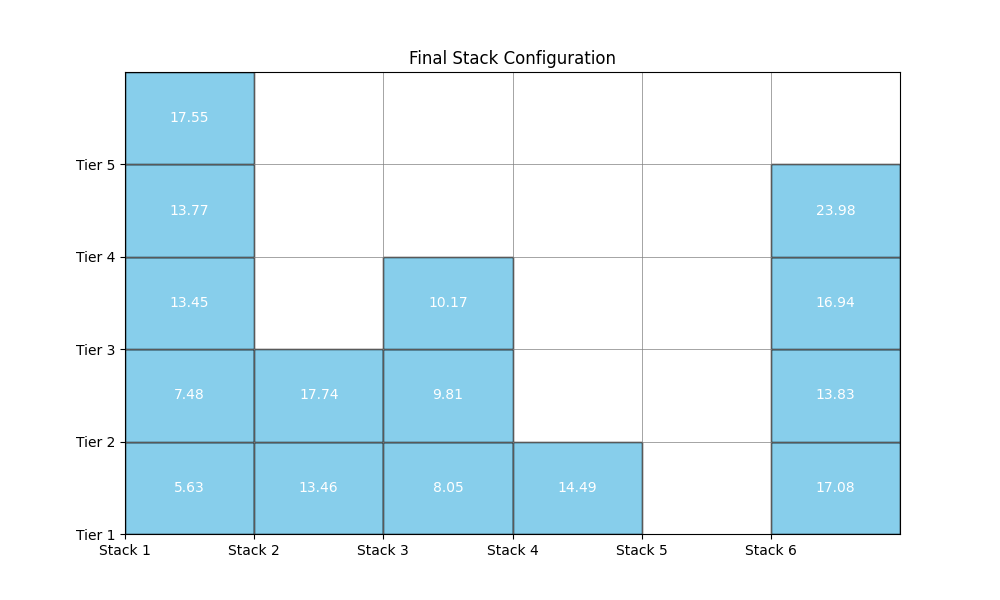 Final Stack Configuration
17.55
Tier 5
13.77 23.98
Tier 4
13.45 10.17 16.94
Tier 3
7.48 17.74 9.81 13.83
Tier 2
5.63 13.46 8.05 14.49 17.08
Tier 1
Stack 1 Stack 2 Stack 3 Stack 4 Stack 5 Stack 6